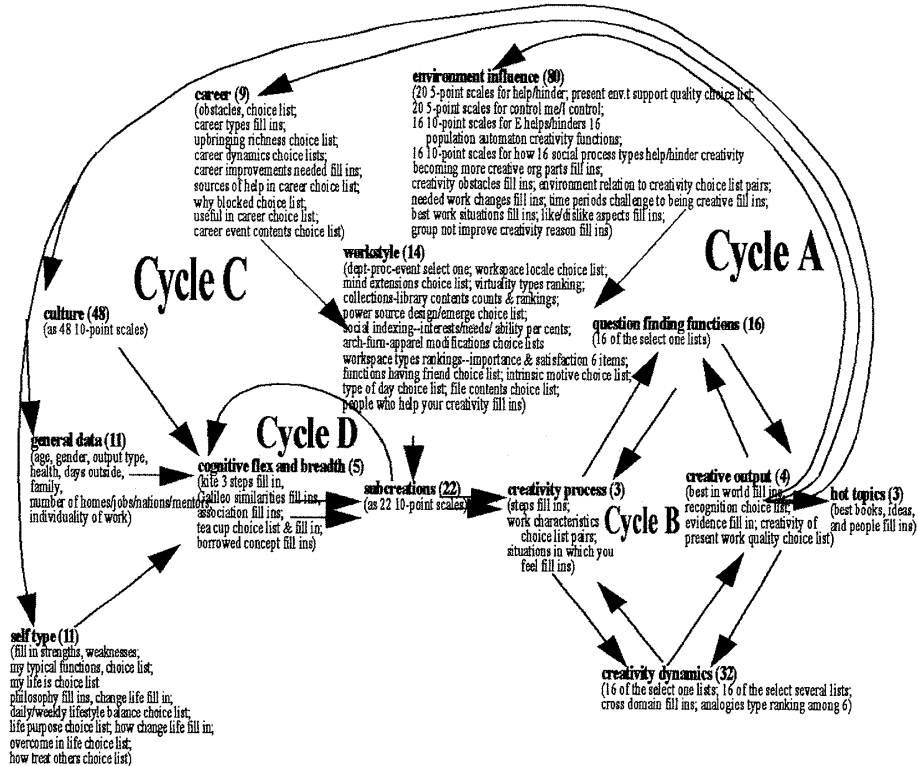 career (9)
(obstacles, choice list;
career types fill ins;
upbringing richness choice list;
career dynamics choice lists;
career improvements needed fill ins;
sources of help in career choice list;
why blocked choice list;
useful in career choice list;
career event contents choice list)
environment influence (80)
(20 5-point scales for help/hinder; present env.t support quality choice list;
20 5-point scales for control me/I control;
16 10-point scales for E helps/hinders 16
population automaton creativity functions;
16 10-point scales for how 16 social process types help/hinder creativity
becoming more creative org parts fill ins;
creativity obstacles fill ins; environment relation to creativity choice list pairs;
needed work changes fill ins; time periods challenge to being creative fill ins;
best work situations fill ins; like/dislike aspects fill ins;
group not improve creativity reason fill ins)
Cycle C
Cycle A
workstyle (14)
(dept-proc-event select one; workspace locale choice list;
mind extensions choice list; virtuality types ranking;
collections-library contents counts & rankings;
power source design/emerge choice list;
social indexing--interests/needs/ ability per cents;
arch-furn-apparel modifications choice lists
workspace types rankings--importance & satisfaction 6 items;
functions having friend choice list; intrinsic motive choice list;
type of day choice list; file contents choice list;
people who help your creativity fill ins)
culture (48)
(as 48 10-point scales)
question finding functions (16)
(16 of the select one lists)
Cycle D
general data (11)
(age, gender, output type,
health, days outside,
family,
number of homes/jobs/nations/mentors,
individuality of work)
cognitive flex and breadth (5)
(kite 3 steps fill in,
Galileo similarities fill ins,
association fill ins;
tea cup choice list & fill in;
borrowed concept fill ins)
subcreations (22)
(as 22 10-point scales)
creativity process (3)
(steps fill ins;
work characteristics
choice list pairs;
situations in which you
feel fill ins)
Cycle B
creative output (4)
(best in world fill ins,
recognition choice list;
evidence fill in; creativity of
present work quality choice list)
hot topics (3)
(best books, ideas,
and people fill ins)
self type (11)
(fill in strengths, weaknesses;
my typical functions, choice list;
my life is choice list
philosophy fill ins, change life fill in;
daily/weekly lifestyle balance choice list;
life purpose choice list; how change life fill in;
overcome in life choice list;
how treat others choice list)
creativity dynamics (32)
(16 of the select one lists; 16 of the select several lists;
cross domain fill ins; analogies type ranking among 6)